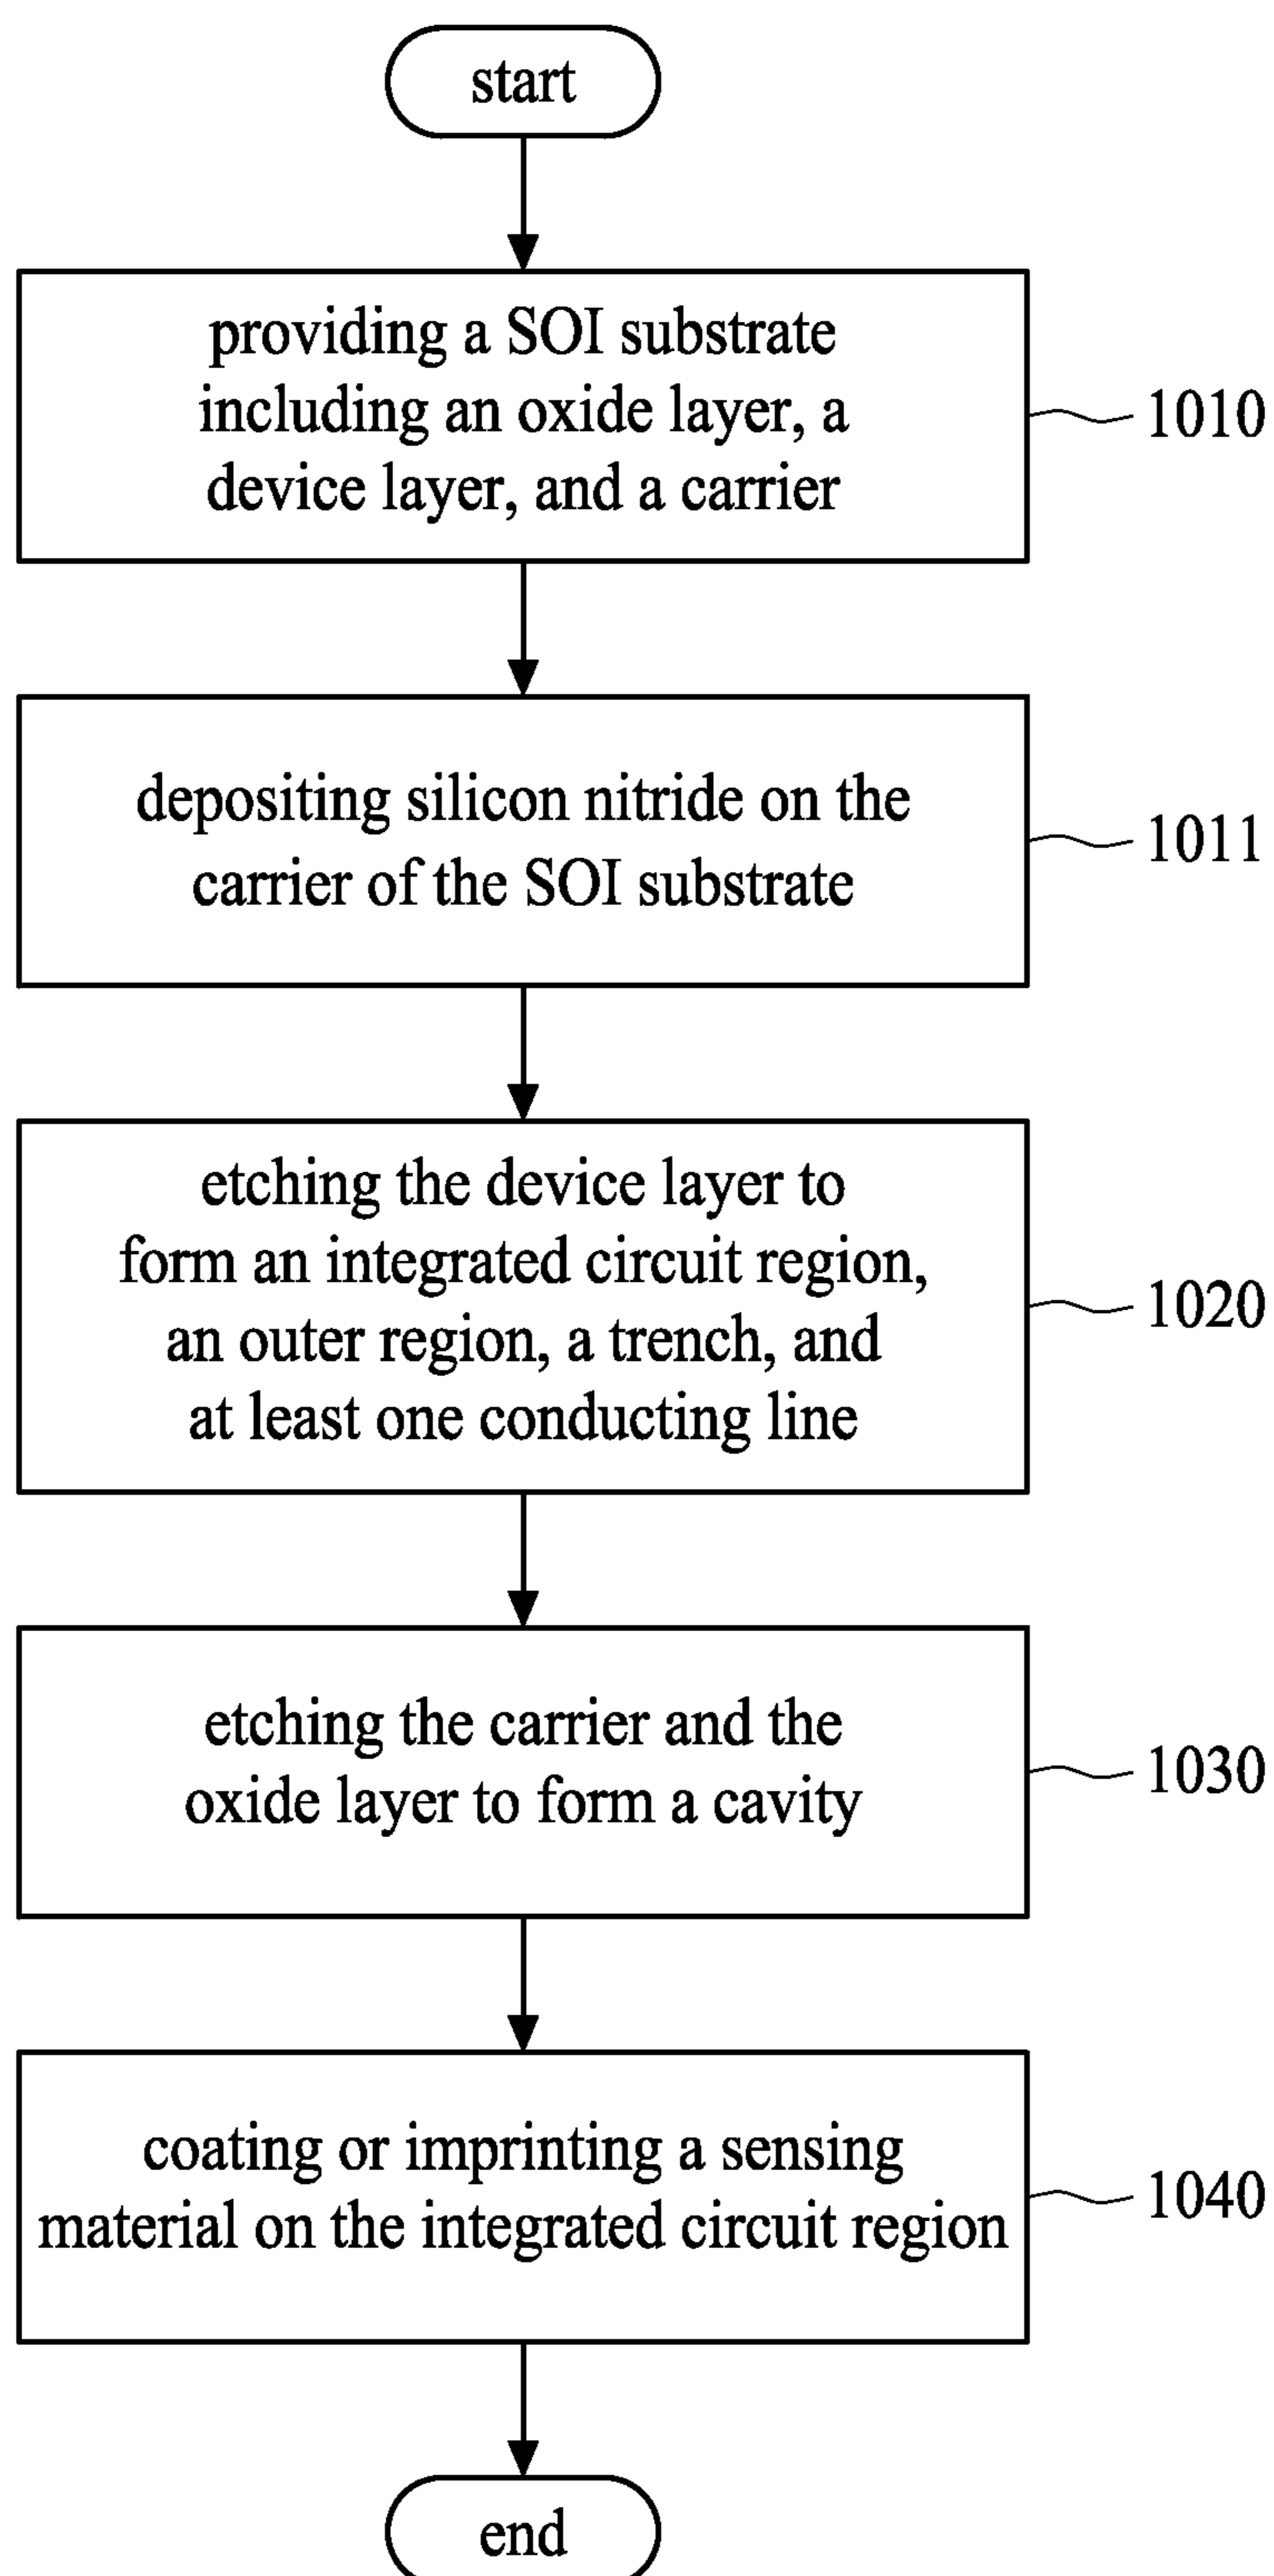 start
providing a SOI substrate
including an oxide layer, a
device layer, and a carrier
1010
depositing silicon nitride on the
carrier of the SOI substrate
1011
etching the device layer to
form an integrated circuit region,
an outer region, a trench, and
at least one conducting line
1020
etching the carrier and the
oxide layer to form a cavity
1030
coating or imprinting a sensing
material on the integrated circuit region
1040
end